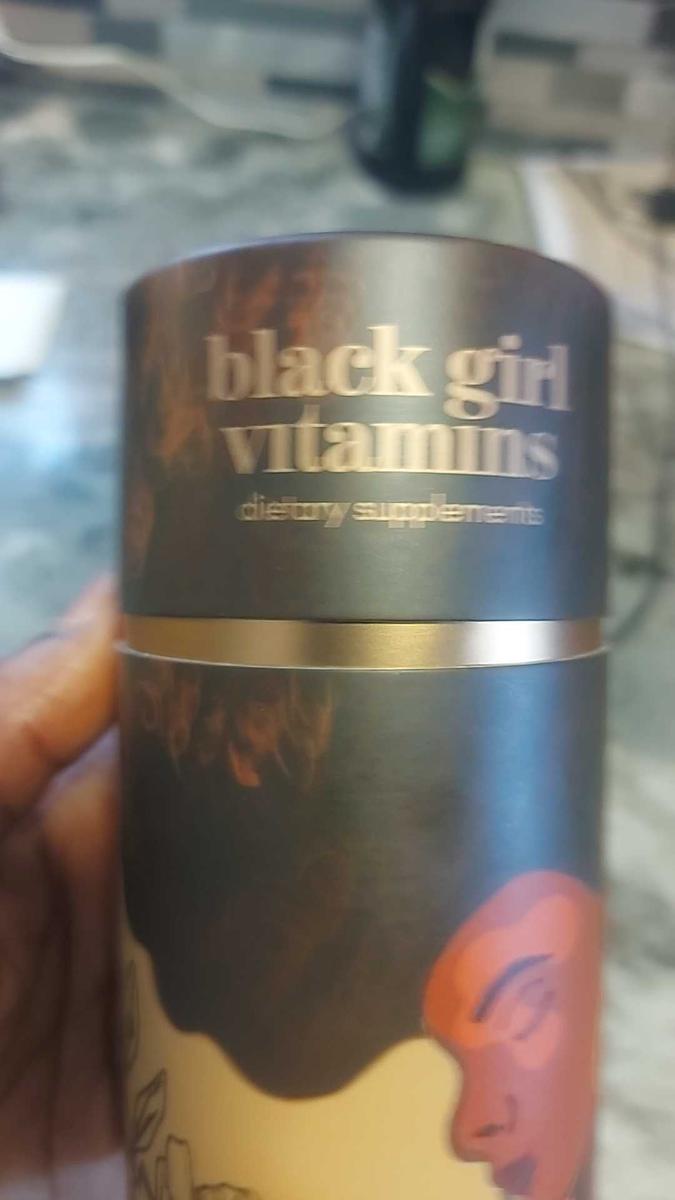 black girl
vitamins
dietary supplements